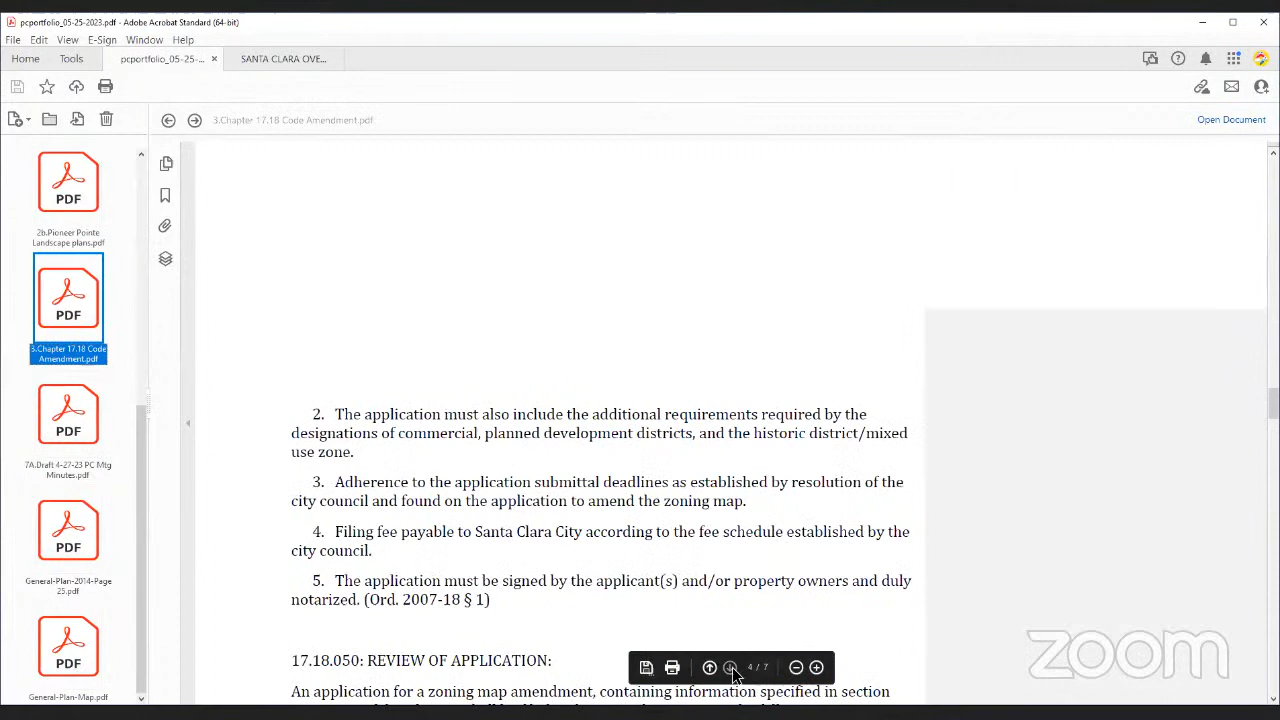 pcportfolio_05-25-2023.pdf - Adobe Acrobat Standard (64-bit)
File Edit View E-Sign Window Help
Home Tools pcportfolio_05-25-... × SANTA CLARA OVE...
3.Chapter 17.18 Code Amendment.pdf Open Document
PDF
2b.Pioneer Pointe
Landscape plans.pdf
PDF
3.Chapter 17.18 Code
Amendment.pdf
PDF
7A.Draft 4-27-23 PC Mtg
Minutes.pdf
PDF
General-Plan-2014-Page
25.pdf
PDF
General-Plan-Map.pdf
2. The application must also include the additional requirements required by the
designations of commercial, planned development districts, and the historic district/mixed
use zone.
3. Adherence to the application submittal deadlines as established by resolution of the
city council and found on the application to amend the zoning map.
4. Filing fee payable to Santa Clara City according to the fee schedule established by the
city council.
5. The application must be signed by the applicant(s) and/or property owners and duly
notarized. (Ord. 2007-18 § 1)
17.18.050: REVIEW OF APPLICATION:
4 / 7
An application for a zoning map amendment, containing information specified in section
zoom